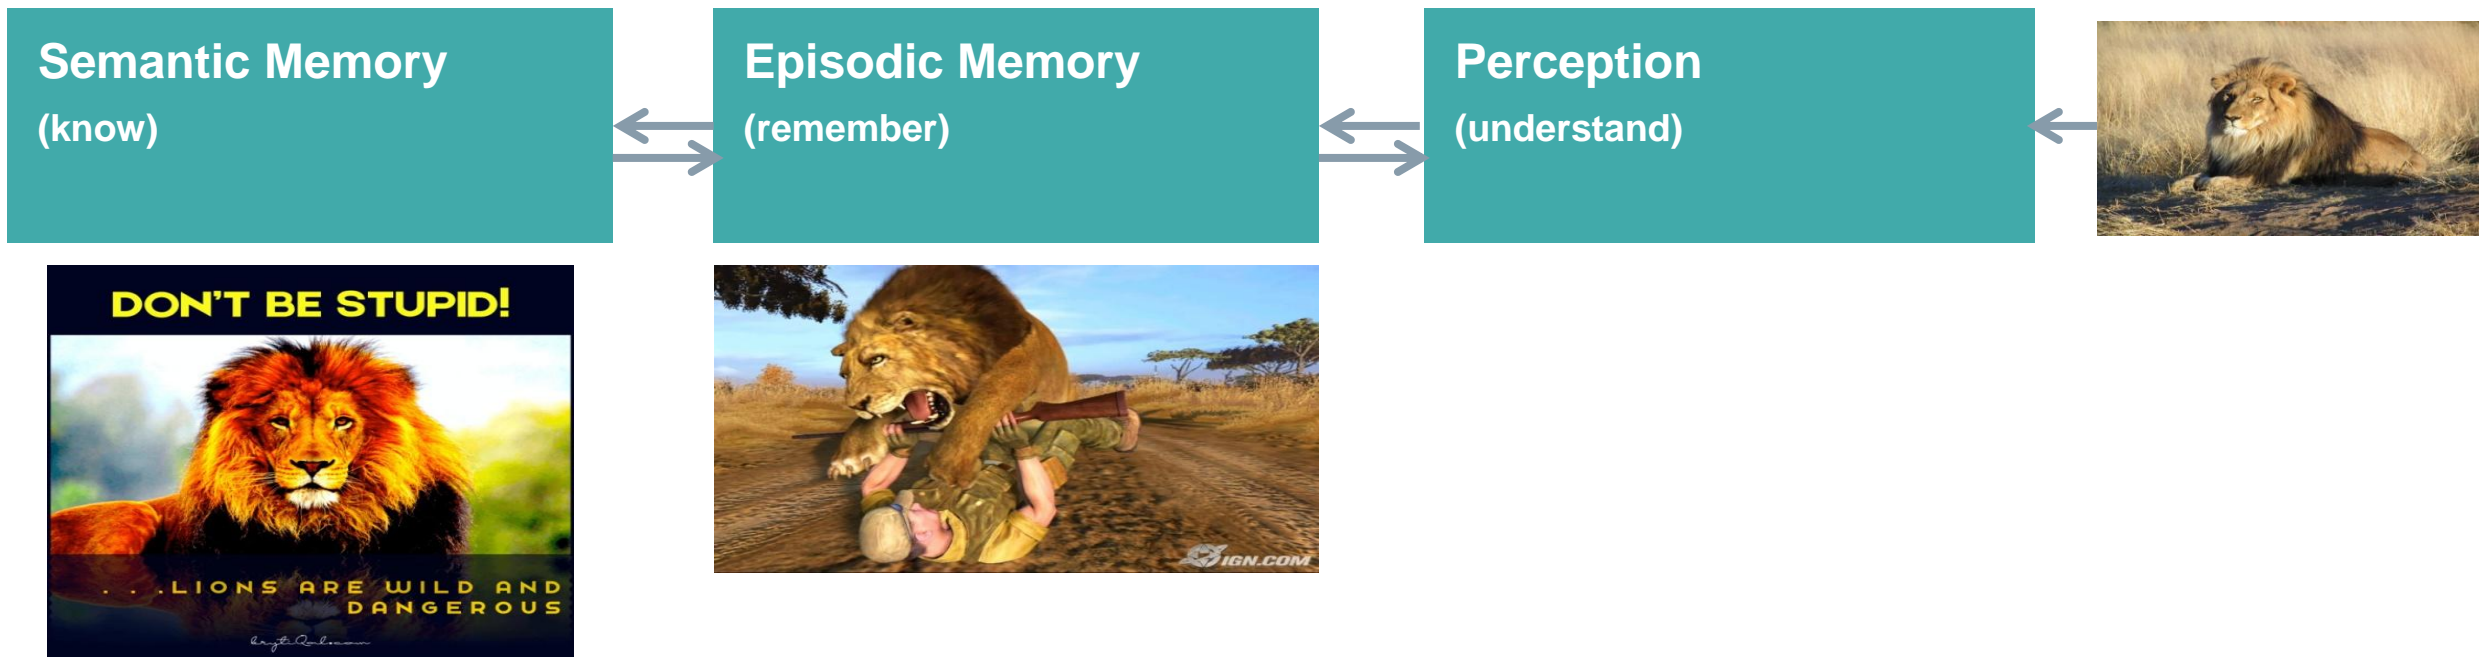 Semantic Memory
(know)
Episodic Memory
(remember)
Perception
(understand)
DON'T BE STUPID!
. . .LIONS ARE WILD AND
DANGEROUS
IGN.COM